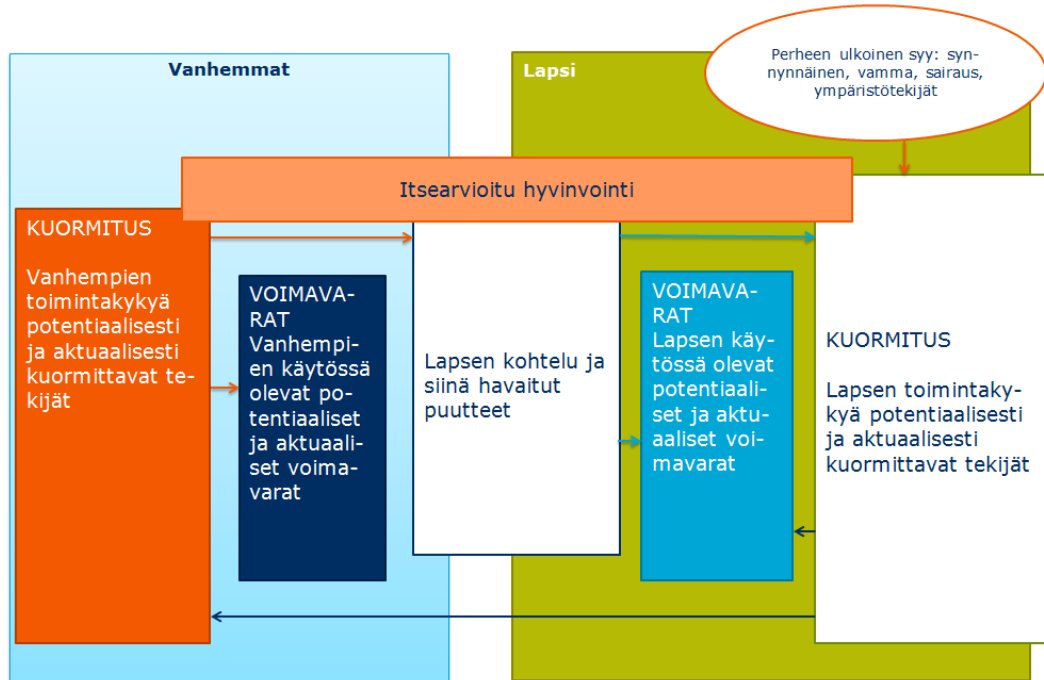 Vanhemmat
Lapsi
Perheen ulkoinen syy: syn-
nynnäinen, vamma, sairaus,
ympäristötekijät
Itsearvioitu hyvinvointi
KUORMITUS
Vanhempien
toimintakykyä
potentiaalisesti
ja aktuaalisesti
kuormittavat te-
kijät
VOIMAVA-
RAT
Vanhempi-
en käytössä
olevat po-
tentiaaliset
ja aktuaali-
set voima-
varat
Lapsen kohtelu ja
siinä havaitut
puutteet
VOIMAVA-
RAT
Lapsen käy-
tössä olevat
potentiaali-
set ja aktu-
aaliset voi-
mavarat
KUORMITUS
Lapsen toimintaky-
kyä potentiaalisesti
ja aktuaalisesti
kuormittavat tekijät